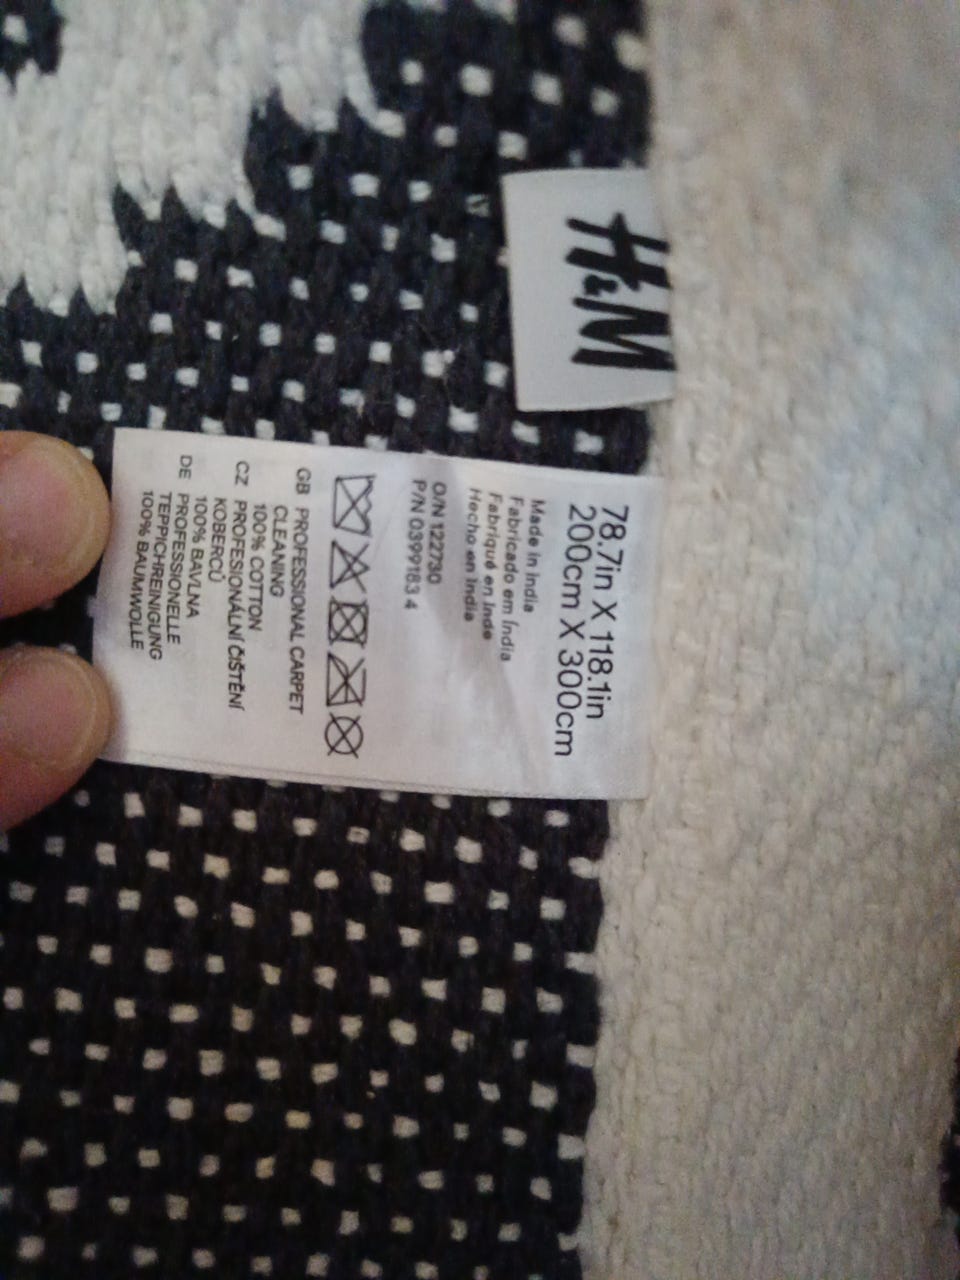 H&M
78.7in X 118.1in
200cm X 300cm
Made in India
Fabricado em Índia
Fabriqué en Inde
Hecho en India
O/N 122730
P/N 0399183 4
GB PROFESSIONAL CARPET
CLEANING
100% COTTON
CZ PROFESIONÁLNÍ ČIŠTĚNÍ
KOBERCŮ
100% BAVLNA
DE PROFESSIONELLE
TEPPICHREINIGUNG
100% BAUMWOLLE